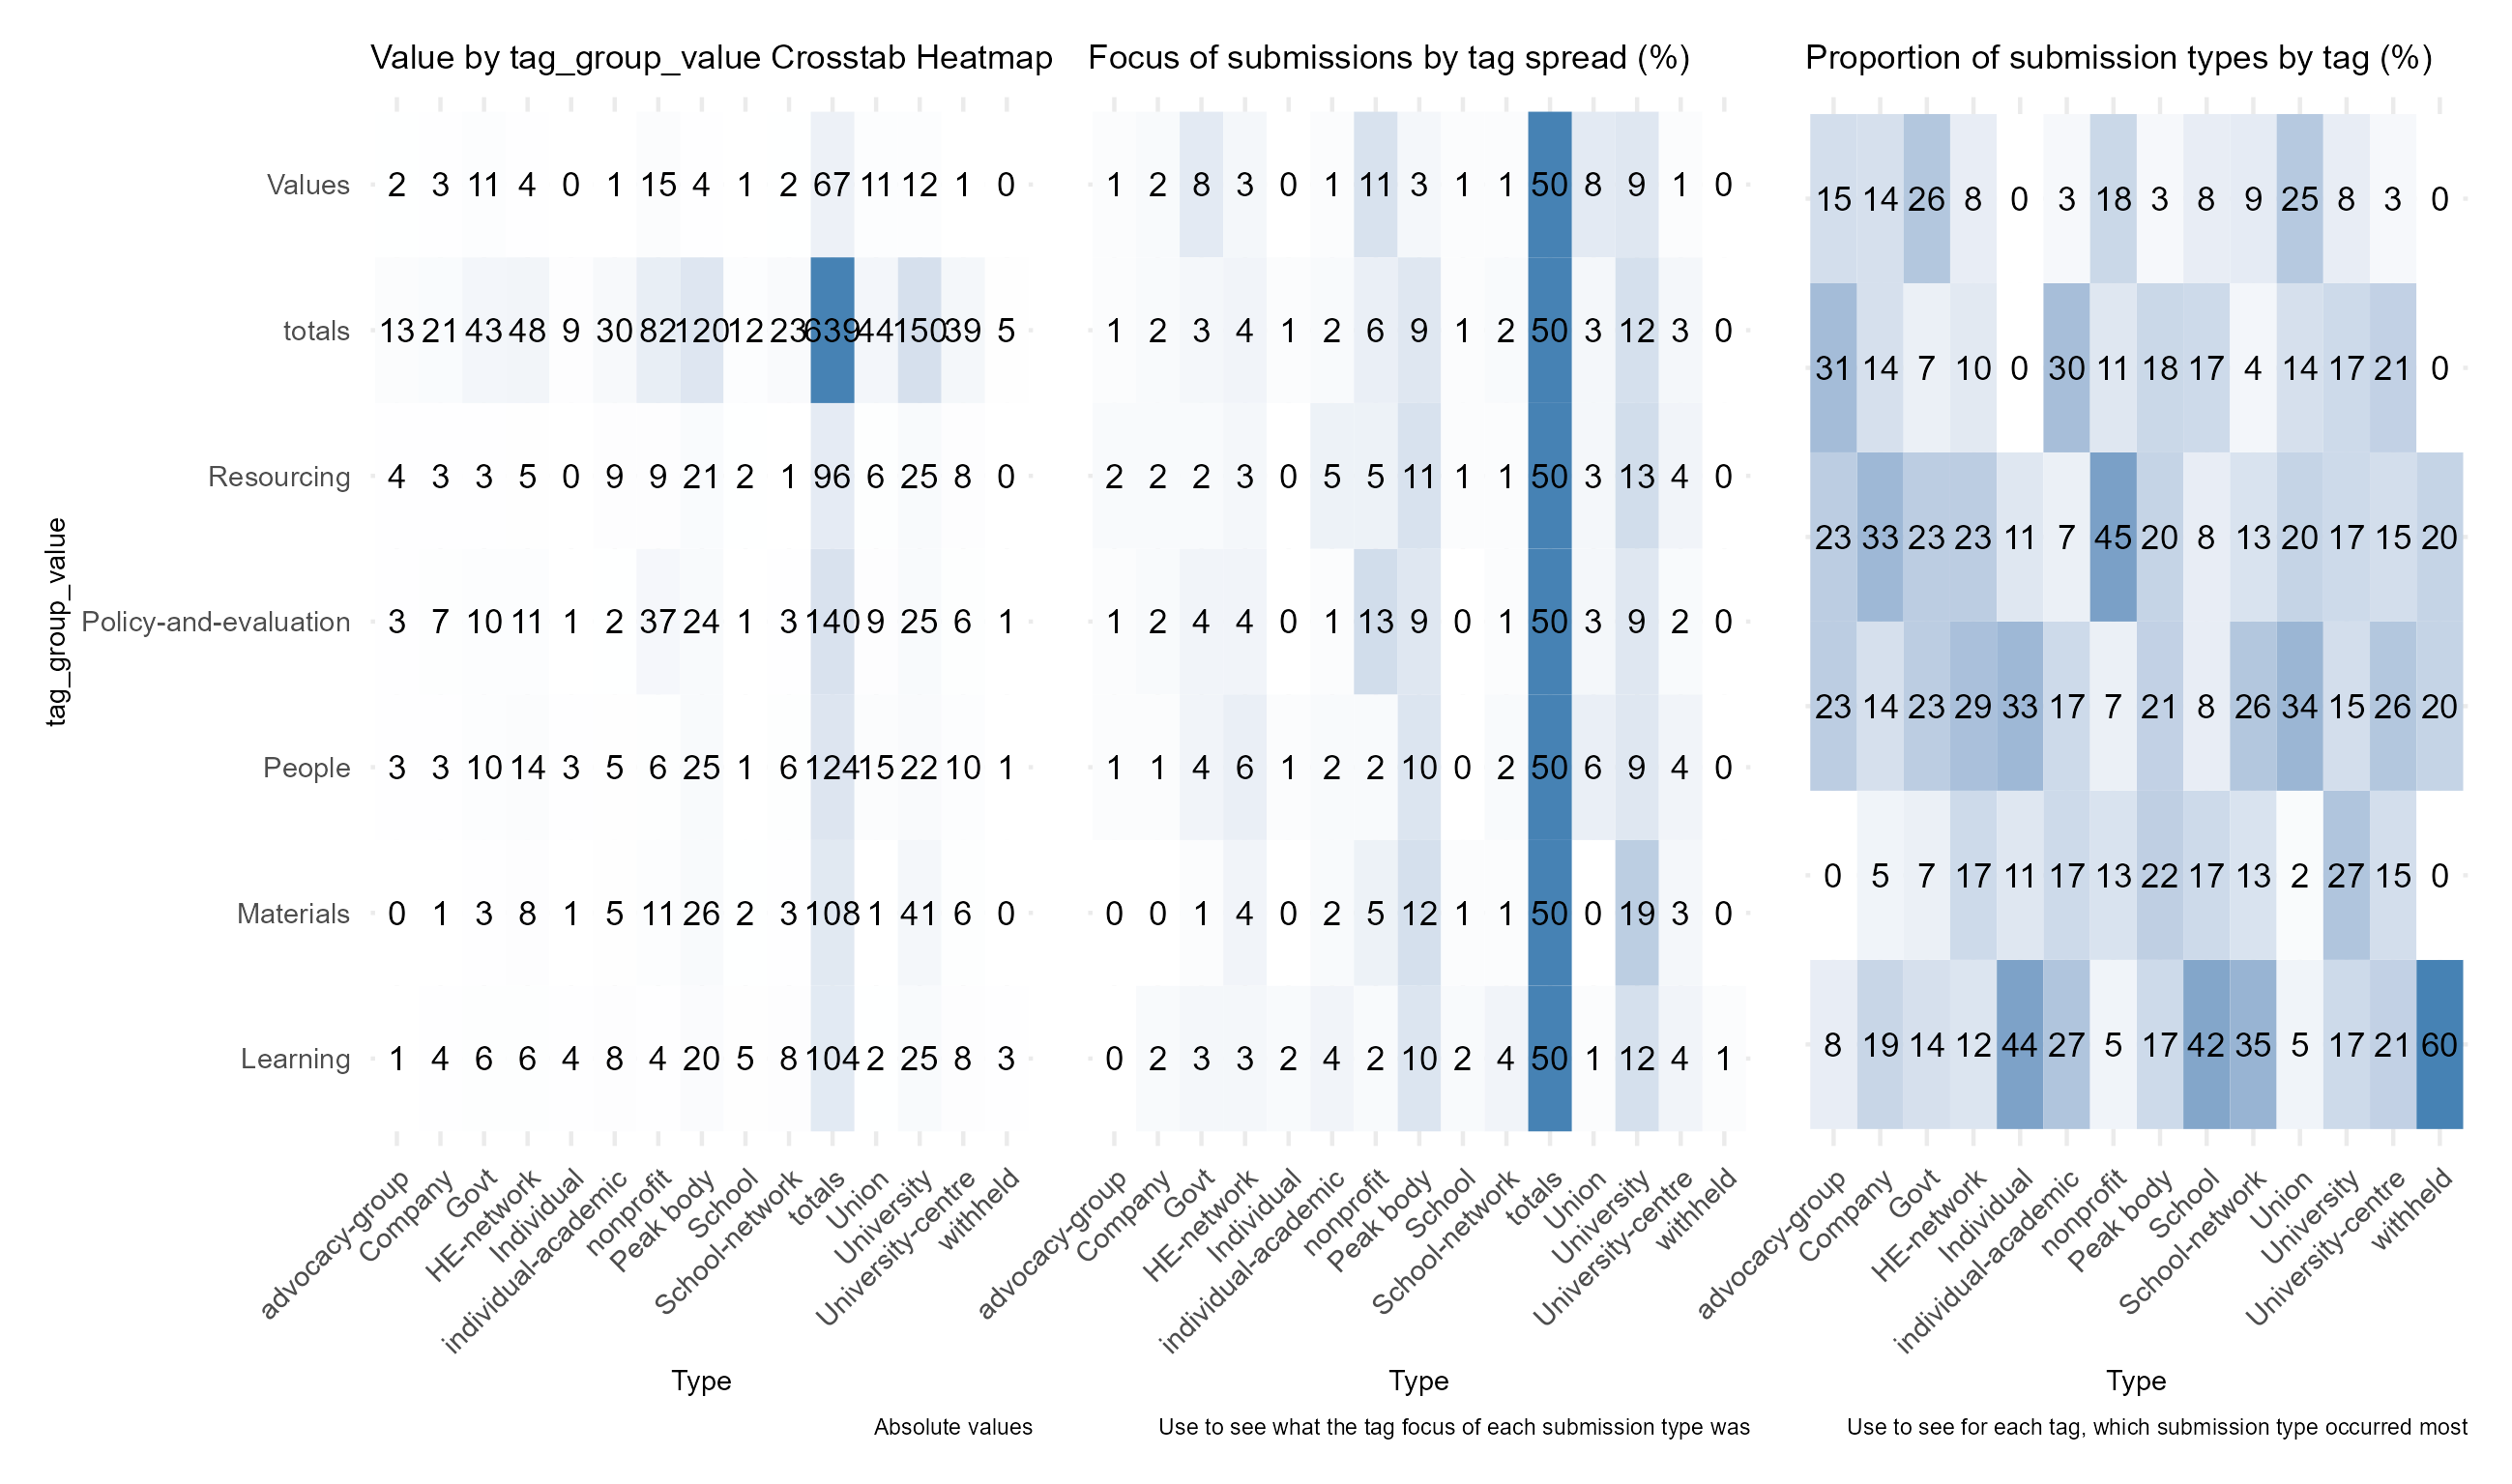 Value by tag_group_value Crosstab Heatmap
Values 2 3 11 4 0 1 15 4 1 2 67 11 12 1 0
totals 13 21 43 48 9 30 82 120 12 23 639 44 150 39 5
Resourcing 4 3 3 5 0 9 9 21 2 1 96 6 25 8 0
Policy-and-evaluation 3 7 10 11 1 2 37 24 1 3 140 9 25 6 1
People 3 3 10 14 3 5 6 25 1 6 124 15 22 10 1
Materials 0 1 3 8 1 5 11 26 2 3 108 1 41 6 0
Learning 1 4 6 6 4 8 4 20 5 8 104 2 25 8 3
tag_group_value
advocacy-group
Company
Govt
HE-network
Individual
individual-academic
nonprofit
Peak body
School
School-network
totals
Union
University
University-centre
withheld
Type
Absolute values
Focus of submissions by tag spread (%)
1 2 8 3 0 1 11 3 1 1 50 8 9 1 0
1 2 3 4 1 2 6 9 1 2 50 3 12 3 0
2 2 2 3 0 5 5 11 1 1 50 3 13 4 0
1 2 4 4 0 1 13 9 0 1 50 3 9 2 0
1 1 4 6 1 2 2 10 0 2 50 6 9 4 0
0 0 1 4 0 2 5 12 1 1 50 0 19 3 0
0 2 3 3 2 4 2 10 2 4 50 1 12 4 1
advocacy-group
Company
Govt
HE-network
Individual
individual-academic
nonprofit
Peak body
School
School-network
totals
Union
University
University-centre
withheld
Type
Use to see what the tag focus of each submission type was
Proportion of submission types by tag (%)
15 14 26 8 0 3 18 3 8 9 25 8 3 0
31 14 7 10 0 30 11 18 17 4 14 17 21 0
23 33 23 23 11 7 45 20 8 13 20 17 15 20
23 14 23 29 33 17 7 21 8 26 34 15 26 20
0 5 7 17 11 17 13 22 17 13 2 27 15 0
8 19 14 12 44 27 5 17 42 35 5 17 21 60
advocacy-group
Company
Govt
HE-network
Individual
individual-academic
nonprofit
Peak body
School
School-network
Union
University
University-centre
withheld
Type
Use to see for each tag, which submission type occurred most